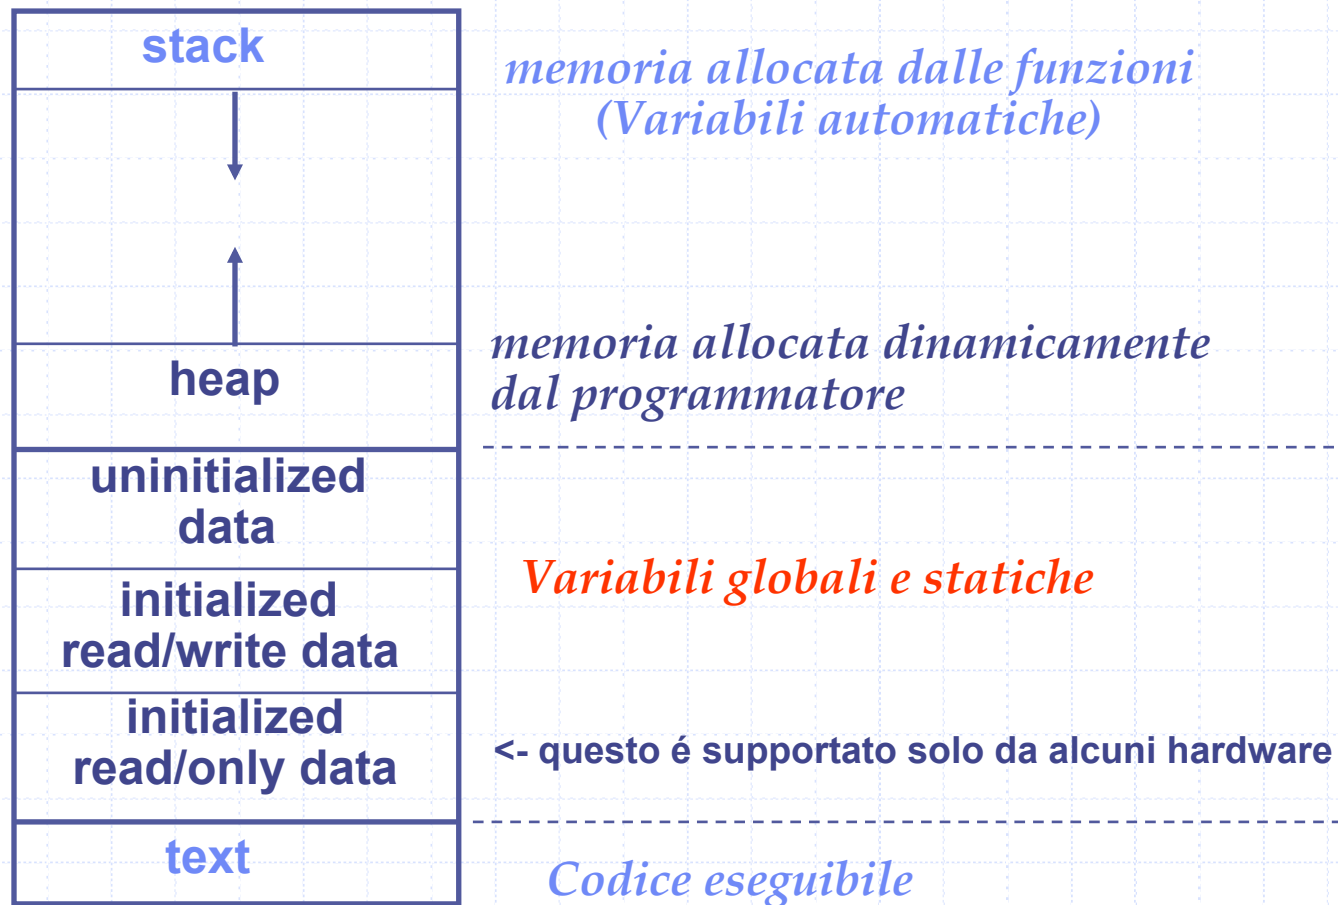 stack
memoria allocata dalle funzioni
(Variabili automatiche)
memoria allocata dinamicamente
dal programmatore
heap
uninitialized
data
Variabili globali e statiche
initialized
read/write data
initialized
read/only data
<- questo é supportato solo da alcuni hardware
text
Codice eseguibile